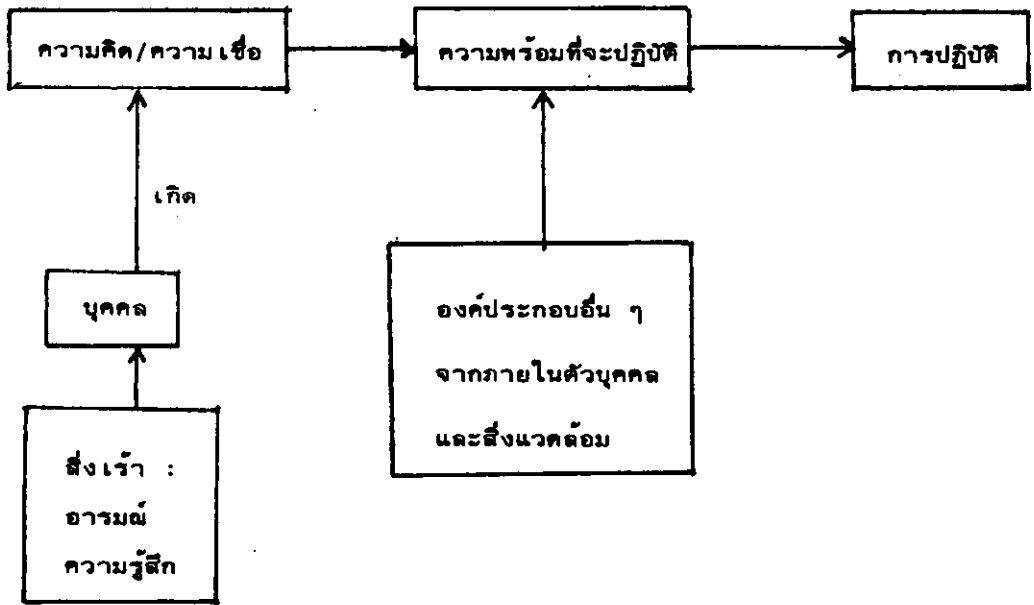 ความคิด/ความเชื่อ
ความพร้อมที่จะปฏิบัติ
การปฏิบัติ
เกิด
บุคคล
องค์ประกอบอื่น ๆ
จากภายในตัวบุคคล
และสิ่งแวดล้อม
สิ่งเร้า :
อารมณ์
ความรู้สึก